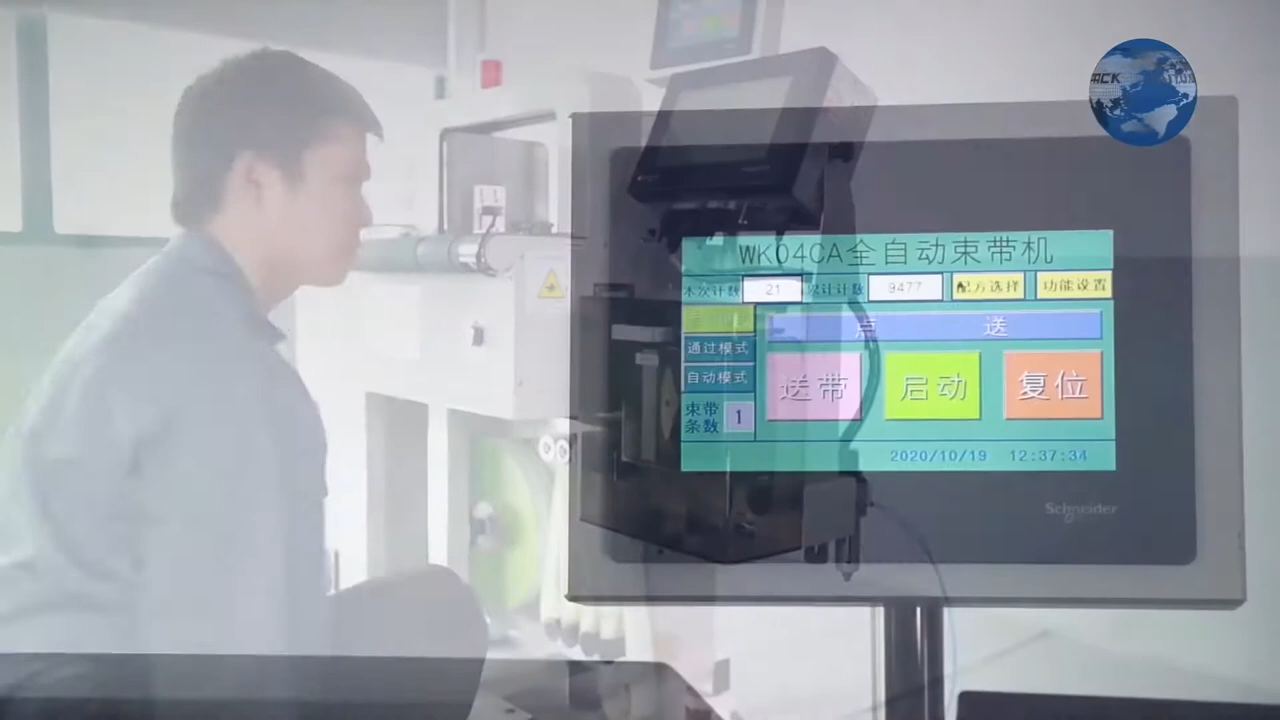 WK04CA全自动束带机
本次计数 21 累计计数 9477 配方选择 功能设置
点 送
通过模式
自动模式
送带 启动 复位
束带
条数 1
2020/10/19 12:37:34
Schneider